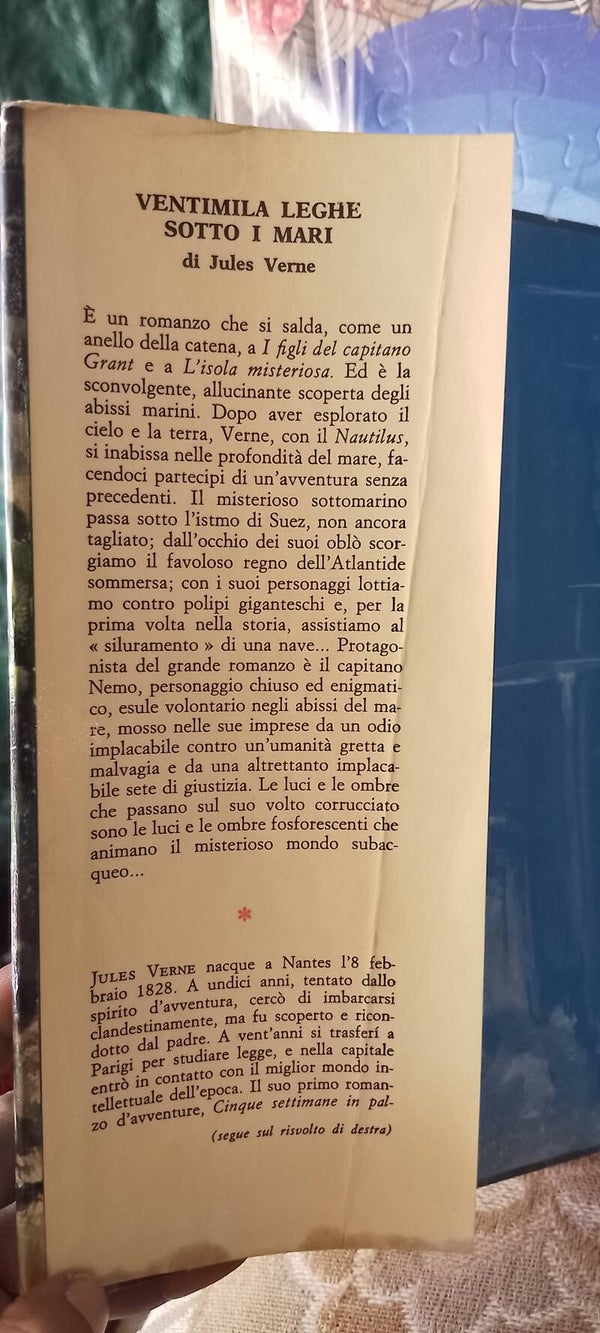 VENTIMILA LEGHE
SOTTO I MARI
di Jules Verne
È un romanzo che si salda, come un
anello della catena, a I figli del capitano
Grant e a L'isola misteriosa. Ed è la
sconvolgente, allucinante scoperta degli
abissi marini. Dopo aver esplorato il
cielo e la terra, Verne, con il Nautilus,
si inabissa nelle profondità del mare, fa-
cendoci partecipi di un'avventura senza
precedenti. Il misterioso sottomarino
passa sotto l'istmo di Suez, non ancora
tagliato; dall'occhio dei suoi oblò scor-
giamo il favoloso regno dell'Atlantide
sommersa; con i suoi personaggi lottia-
mo contro polipi giganteschi e, per la
prima volta nella storia, assistiamo al
« siluramento » di una nave... Protago-
nista del grande romanzo è il capitano
Nemo, personaggio chiuso ed enigmati-
co, esule volontario negli abissi del ma-
re, mosso nelle sue imprese da un odio
implacabile contro un'umanità gretta e
malvagia e da una altrettanto implaca-
bile sete di giustizia. Le luci e le ombre
che passano sul suo volto corrucciato
sono le luci e le ombre fosforescenti che
animano il misterioso mondo subac-
queo...
*
JULES VERNE nacque a Nantes l'8 feb-
braio 1828. A undici anni, tentato dallo
spirito d'avventura, cercò di imbarcarsi
clandestinamente, ma fu scoperto e ricon-
dotto dal padre. A vent'anni si trasferí a
Parigi per studiare legge, e nella capitale
entrò in contatto con il miglior mondo in-
tellettuale dell'epoca. Il suo primo roman-
zo d'avventure, Cinque settimane in pal-
(segue sul risvolto di destra)